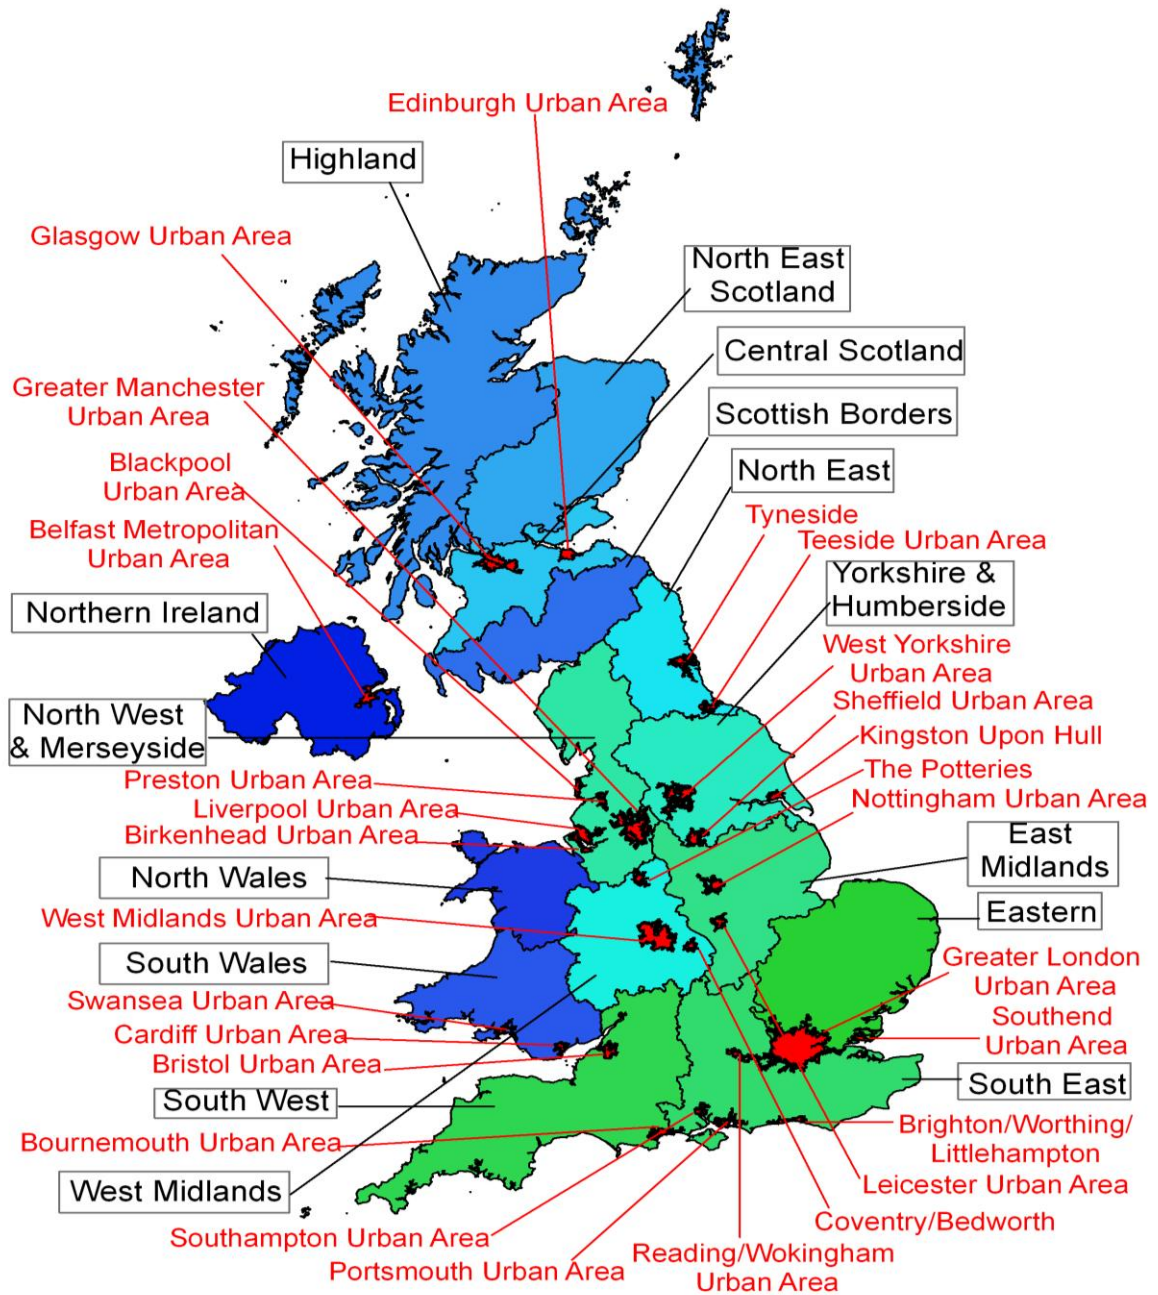 Edinburgh Urban Area
Highland
Glasgow Urban Area
North East
Scotland
Central Scotland
Greater Manchester
Urban Area
Scottish Borders
Blackpool
Urban Area
North East
Belfast Metropolitan
Urban Area
Tyneside
Teeside Urban Area
Yorkshire &
Humberside
Northern Ireland
West Yorkshire
Urban Area
Sheffield Urban Area
North West
& Merseyside
Kingston Upon Hull
The Potteries
Preston Urban Area
Nottingham Urban Area
Liverpool Urban Area
Birkenhead Urban Area
East
Midlands
North Wales
West Midlands Urban Area
Eastern
South Wales
Greater London
Urban Area
Swansea Urban Area
Southend
Urban Area
Cardiff Urban Area
Bristol Urban Area
South East
South West
Bournemouth Urban Area
Brighton/Worthing/
Littlehampton
West Midlands
Leicester Urban Area
Coventry/Bedworth
Southampton Urban Area
Reading/Wokingham
Urban Area
Portsmouth Urban Area